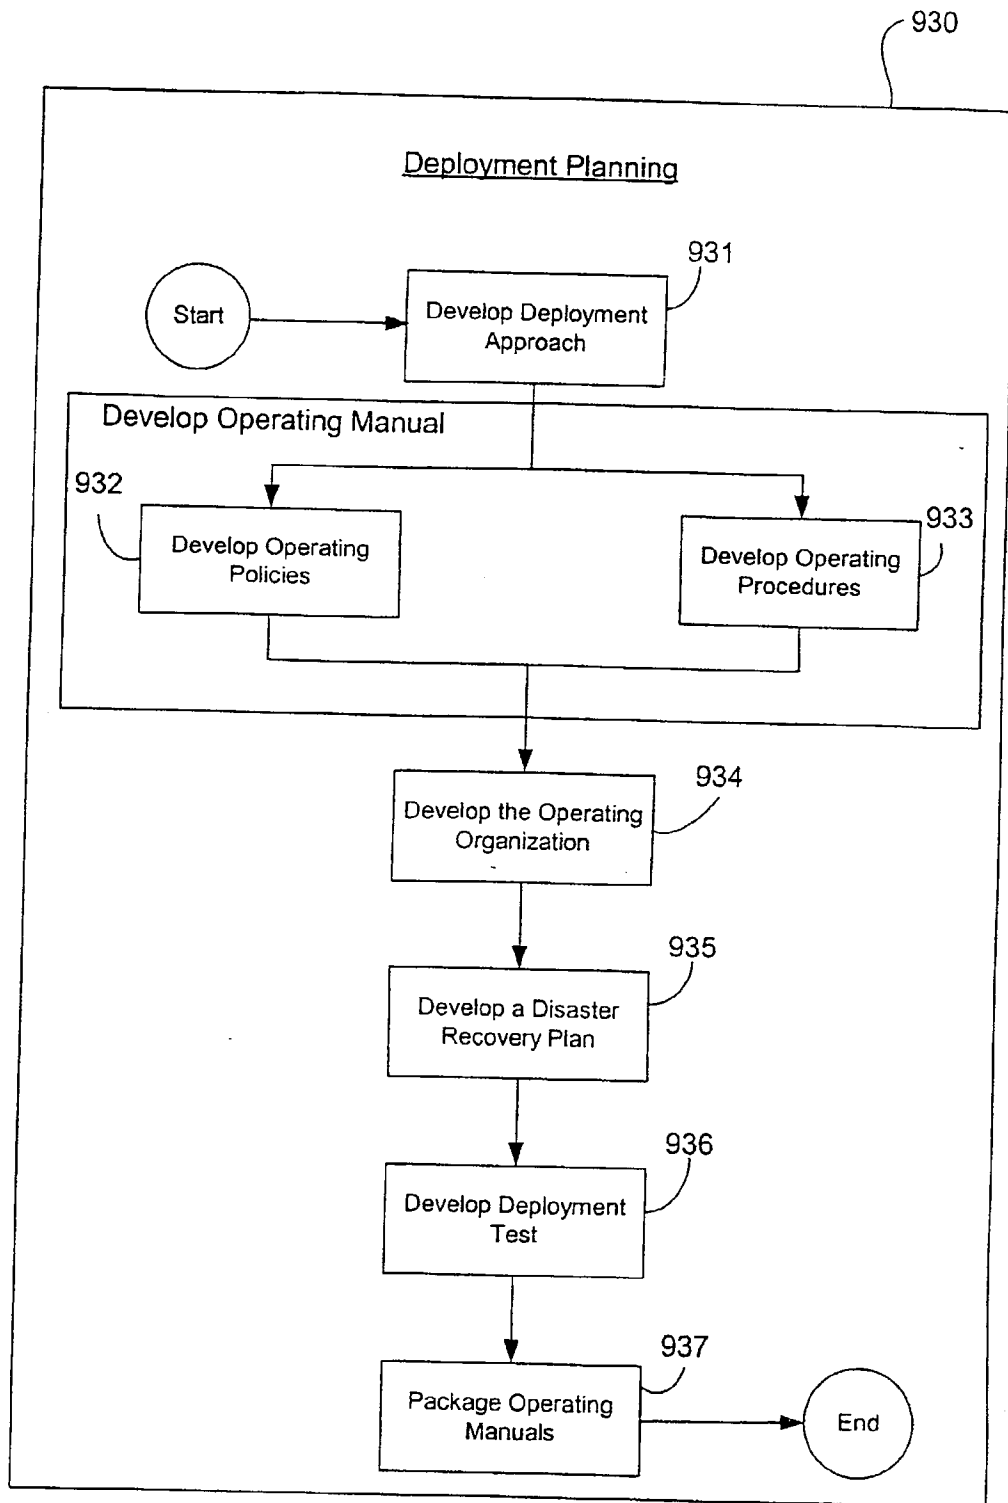 930
Deployment Planning
931
Start
Develop Deployment
Approach
Develop Operating Manual
932
933
Develop Operating
Policies
Develop Operating
Procedures
934
Develop the Operating
Organization
935
Develop a Disaster
Recovery Plan
936
Develop Deployment
Test
937
Package Operating
Manuals
End